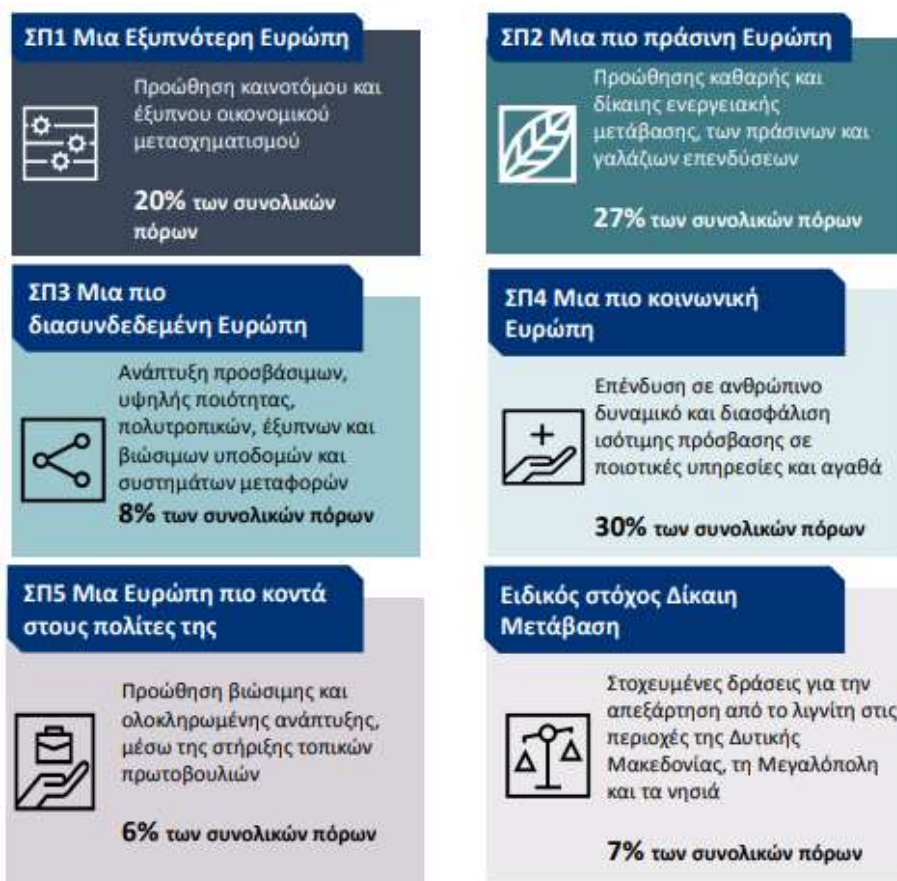 ΣΠ1 Μια Εξυπνότερη Ευρώπη
Προώθηση καινοτόμου και
έξυπνου οικονομικού
μετασχηματισμού
20% των συνολικών
πόρων
ΣΠ2 Μια πιο πράσινη Ευρώπη
Προώθησης καθαρής και
δίκαιης ενεργειακής
μετάβασης, των πράσινων και
γαλάζιων επενδύσεων
27% των συνολικών πόρων
ΣΠ3 Μια πιο
διασυνδεδεμένη Ευρώπη
Ανάπτυξη προσβάσιμων,
υψηλής ποιότητας,
πολυτροπικών, έξυπνων και
βιώσιμων υποδομών και
συστημάτων μεταφορών
8% των συνολικών πόρων
ΣΠ4 Μια πιο κοινωνική
Ευρώπη
Επένδυση σε ανθρώπινο
δυναμικό και διασφάλιση
ισότιμης πρόσβασης σε
ποιοτικές υπηρεσίες και αγαθά
30% των συνολικών πόρων
ΣΠ5 Μια Ευρώπη πιο κοντά
στους πολίτες της
Προώθηση βιώσιμης και
ολοκληρωμένης ανάπτυξης,
μέσω της στήριξης τοπικών
πρωτοβουλιών
6% των συνολικών πόρων
Ειδικός στόχος Δίκαιη
Μετάβαση
Στοχευμένες δράσεις για την
απεξάρτηση από το λιγνίτη στις
περιοχές της Δυτικής
Μακεδονίας, τη Μεγαλόπολη
και τα νησιά
7% των συνολικών πόρων